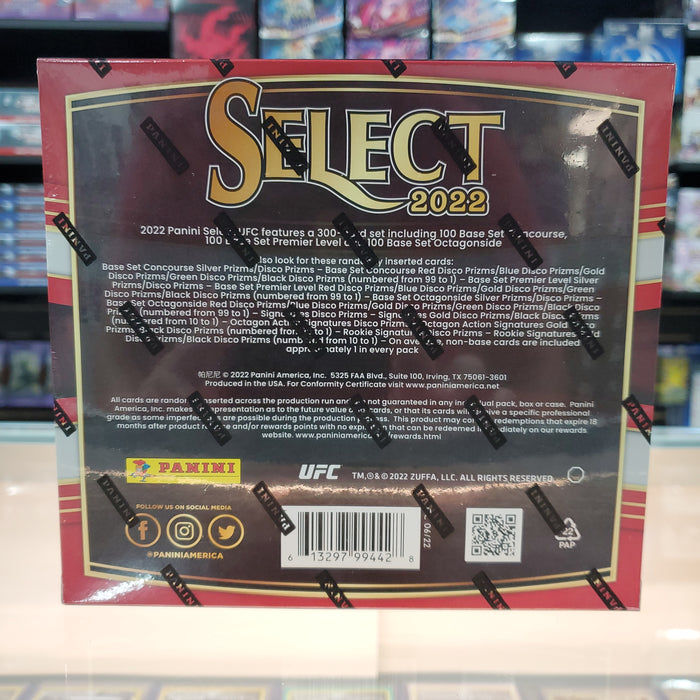 SELECT
2022
2022 Panini Select UFC features a 300-card set including 100 Base Set Concourse,
100 Base Set Premier Level and 100 Base Set Octagonside
Also look for these randomly inserted cards:
Base Set Concourse Silver Prizms/Disco Prizms – Base Set Concourse Red Disco Prizms/Blue Disco Prizms/Gold
Disco Prizms/Green Disco Prizms/Black Disco Prizms (numbered from 99 to 1) – Base Set Premier Level Silver
Prizms/Disco Prizms – Base Set Premier Level Red Disco Prizms/Blue Disco Prizms/Gold Disco Prizms/Green
Disco Prizms/Black Disco Prizms (numbered from 99 to 1) – Base Set Octagonside Silver Prizms/Disco Prizms –
Base Set Octagonside Red Disco Prizms/Blue Disco Prizms/Gold Disco Prizms/Green Disco Prizms/Black Disco
Prizms (numbered from 99 to 1) – Signatures Disco Prizms – Signatures Gold Disco Prizms/Black Disco Prizms
(numbered from 10 to 1) – Octagon Action Signatures Disco Prizms – Octagon Action Signatures Gold Disco
Prizms/Black Disco Prizms (numbered from 10 to 1) – Rookie Signatures Disco Prizms – Rookie Signatures Gold
Disco Prizms/Black Disco Prizms (numbered from 10 to 1) – On average, non-base cards are included
approximately 1 in every pack
帕尼尼 © 2022 Panini America, Inc. 5325 FAA Blvd., Suite 100, Irving, TX 75061-3601
Produced in the USA. For Conformity Certificate visit www.paniniamerica.net
All cards are randomly inserted across the production run and are not guaranteed in any individual pack, box or case. Panini
America, Inc. makes no representation as to the future value of its cards, or that its cards will receive a specific professional
grade as some imperfections are possible during the production process. This product may contain redemptions that expire 18
months after product release and/or rewards points with no expiration that can be redeemed immediately on our rewards
website. www.paniniamerica.net/rewards.html
PANINI
UFC
TM,®& © 2022 ZUFFA, LLC. ALL RIGHTS RESERVED
FOLLOW US ON SOCIAL MEDIA
@PANINIAMERICA
6 13297 99442 8
06/22
22
PAP